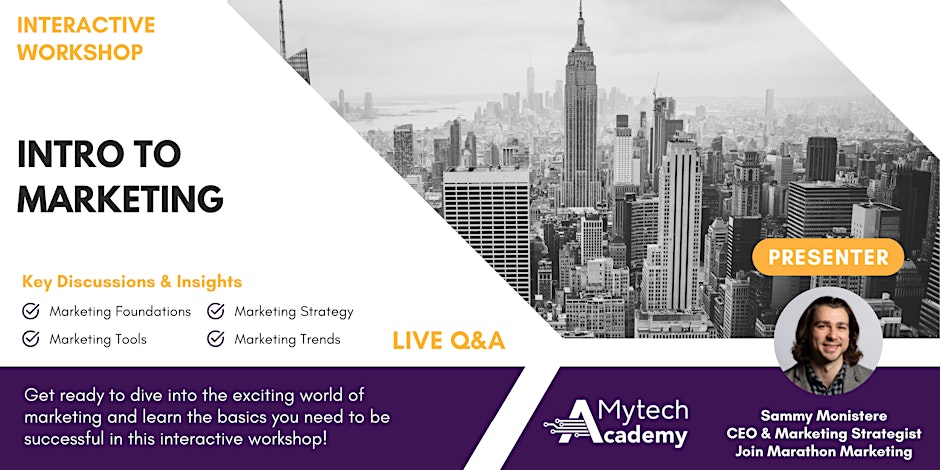 INTERACTIVE
WORKSHOP
INTRO TO
MARKETING
Key Discussions & Insights
Marketing Foundations
Marketing Strategy
Marketing Tools
Marketing Trends
LIVE Q&A
PRESENTER
Get ready to dive into the exciting world of
marketing and learn the basics you need to be
successful in this interactive workshop!
Mytech
Academy
Sammy Monistere
CEO & Marketing Strategist
Join Marathon Marketing